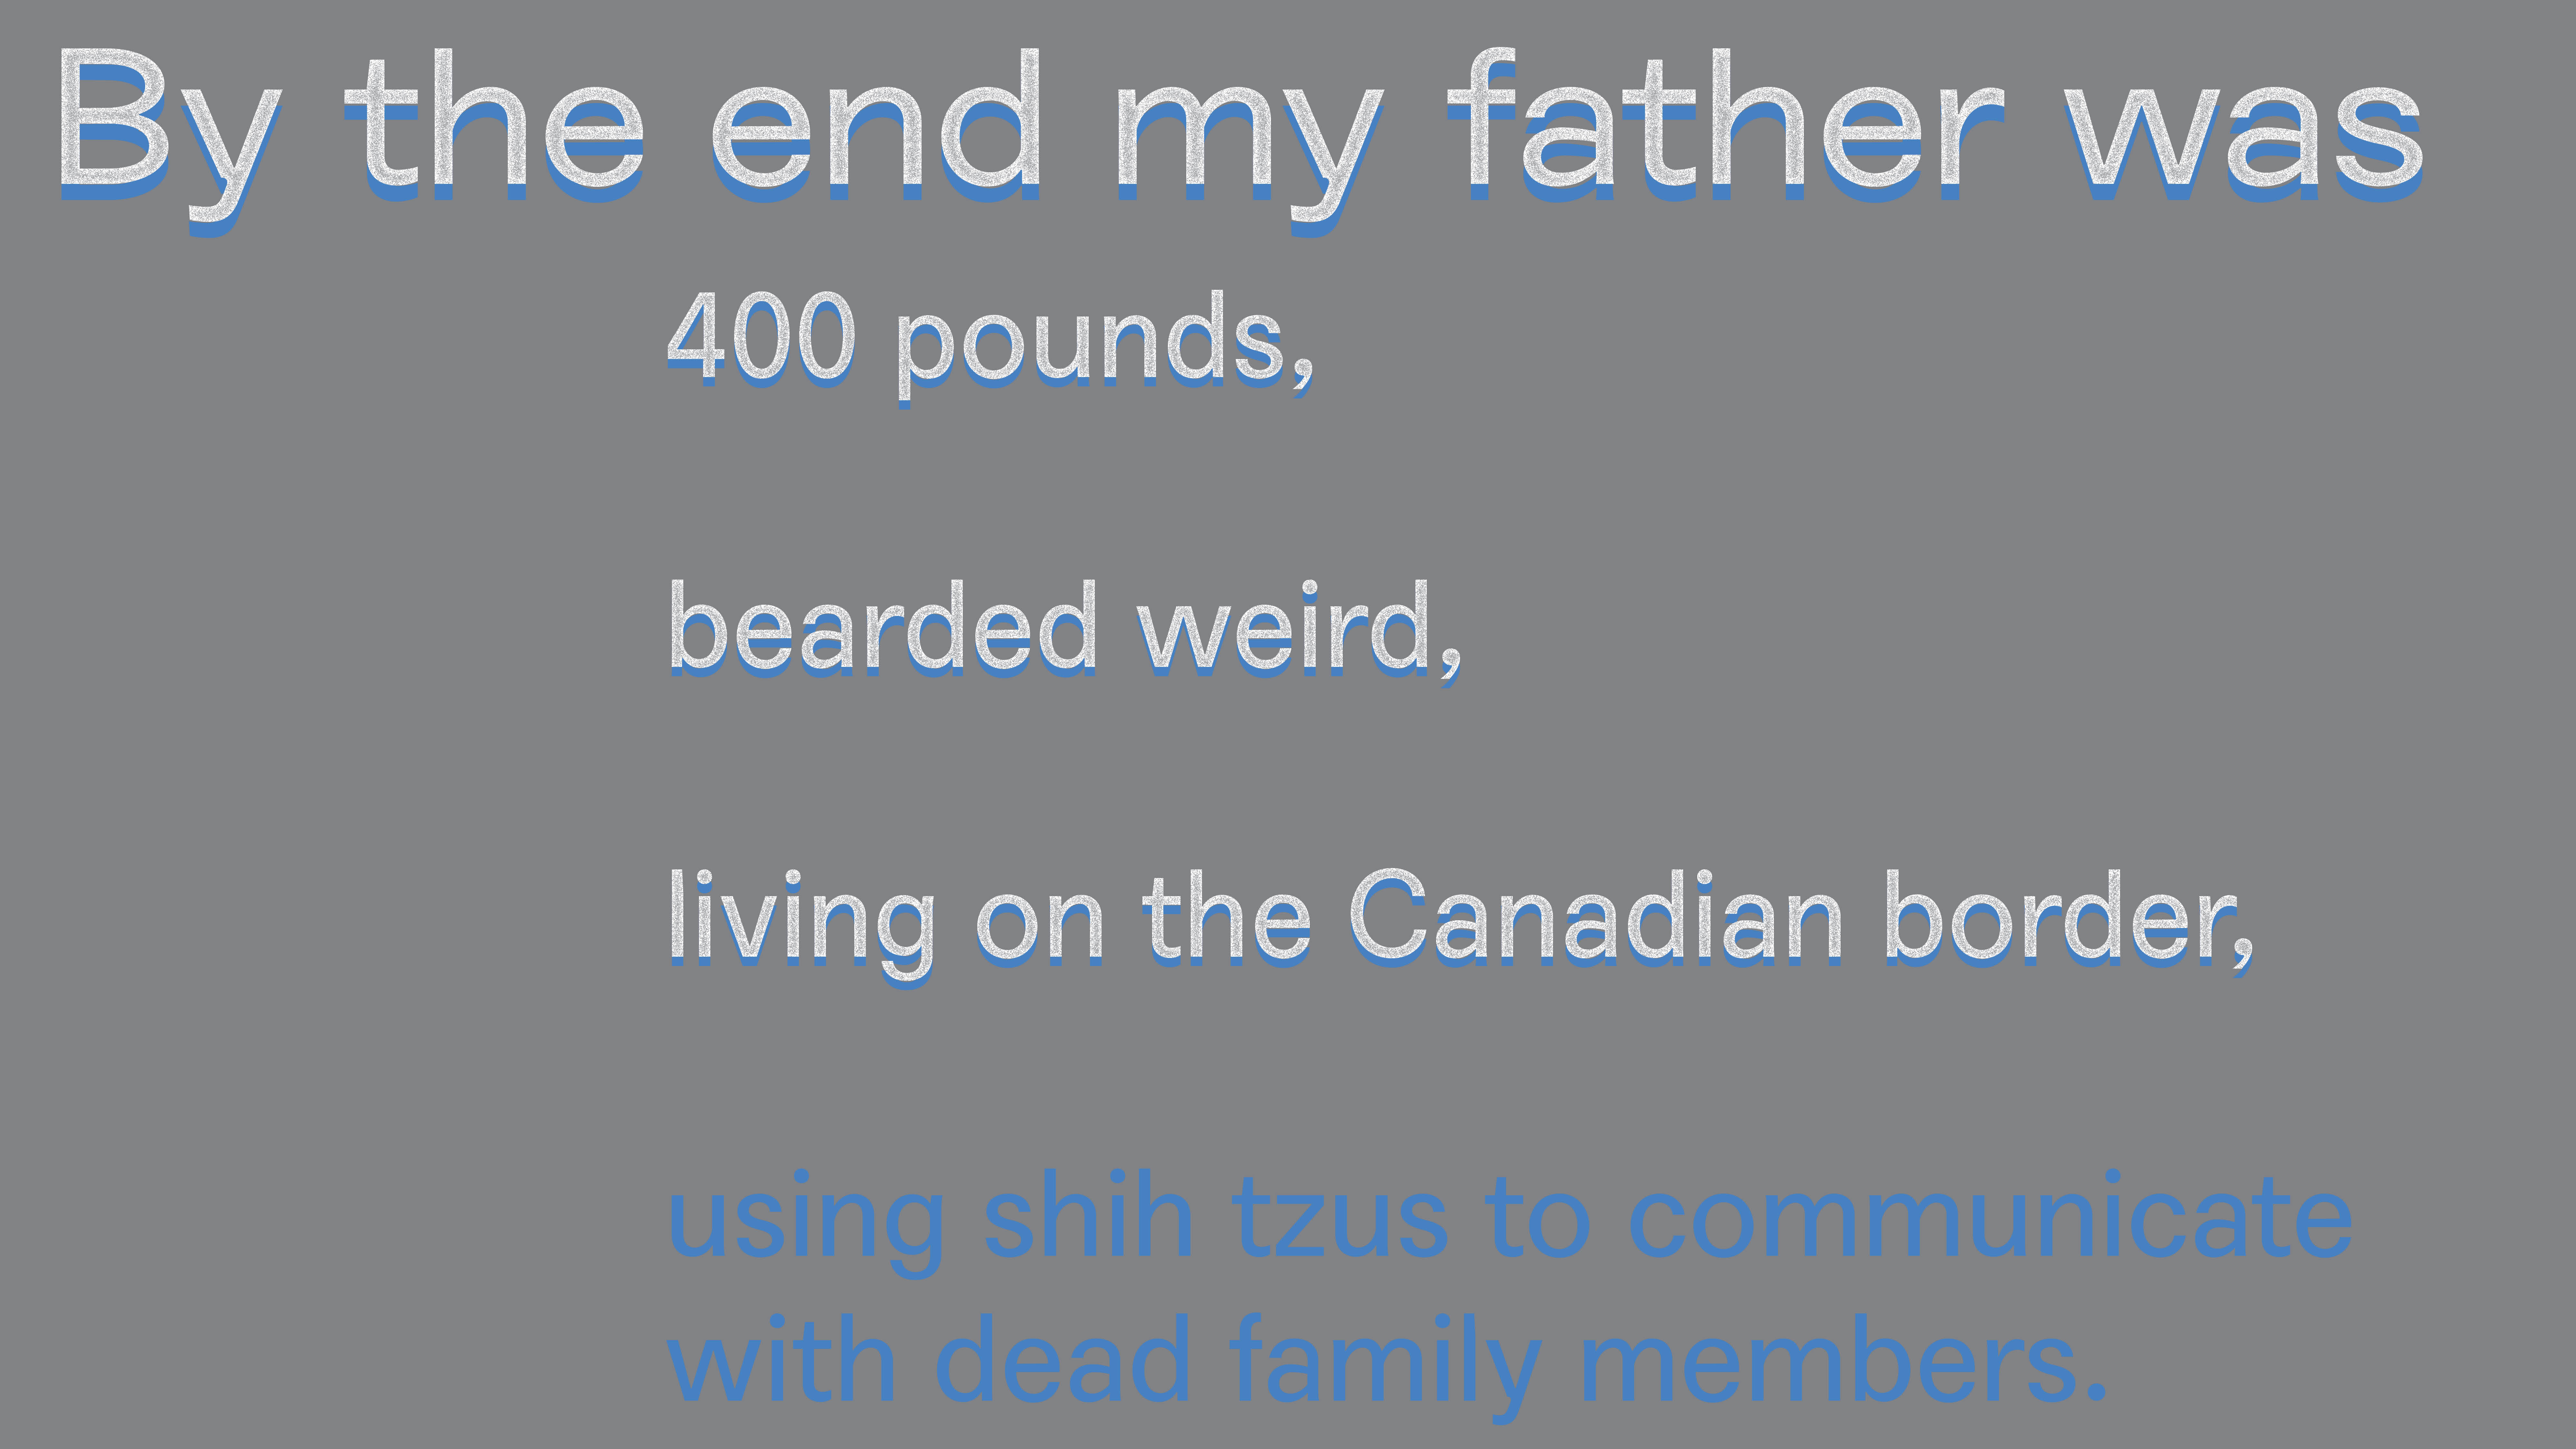 By the end my father was
400 pounds,
bearded weird,
living on the Canadian border,
using shih tzus to communicate
with dead family members.